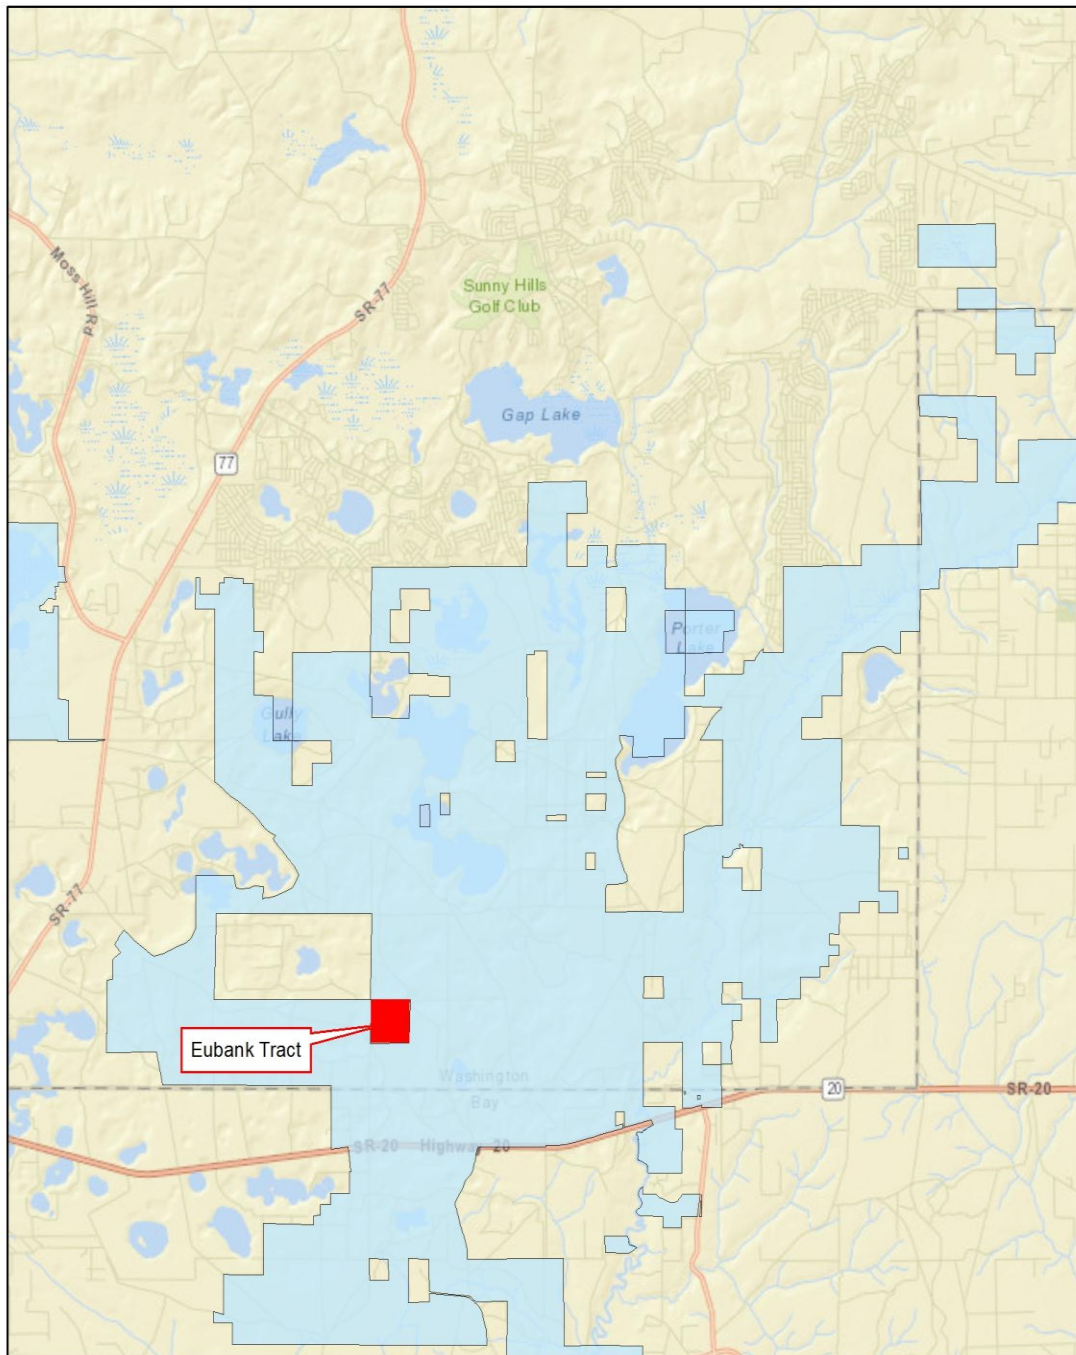 Moss Hill Rd
SR-77
Sunny Hills
Golf Club
Gap Lake
77
Porter
Lake
Gully
Lake
SR-77
Eubank Tract
Washington
Bay
20
SR-20
SR-20 Highway 20